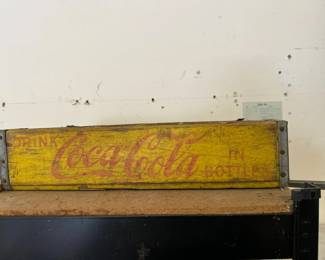 DRINK
Coca-Cola
IN
BOTTLES